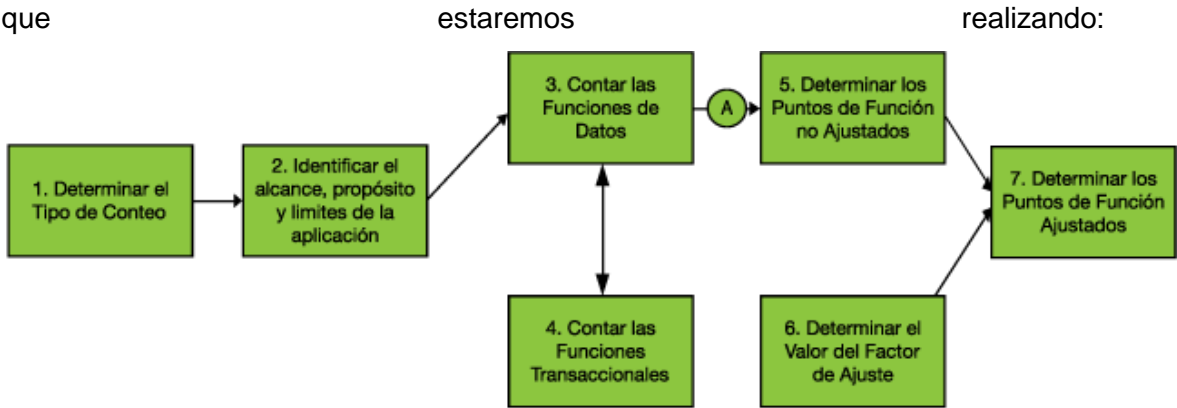 que estaremos realizando:
1. Determinar el
Tipo de Conteo
2. Identificar el
alcance, propósito
y limites de la
aplicación
3. Contar las
Funciones de
Datos
4. Contar las
Funciones
Transaccionales
A
5. Determinar los
Puntos de Función
no Ajustados
6. Determinar el
Valor del Factor
de Ajuste
7. Determinar los
Puntos de Función
Ajustados